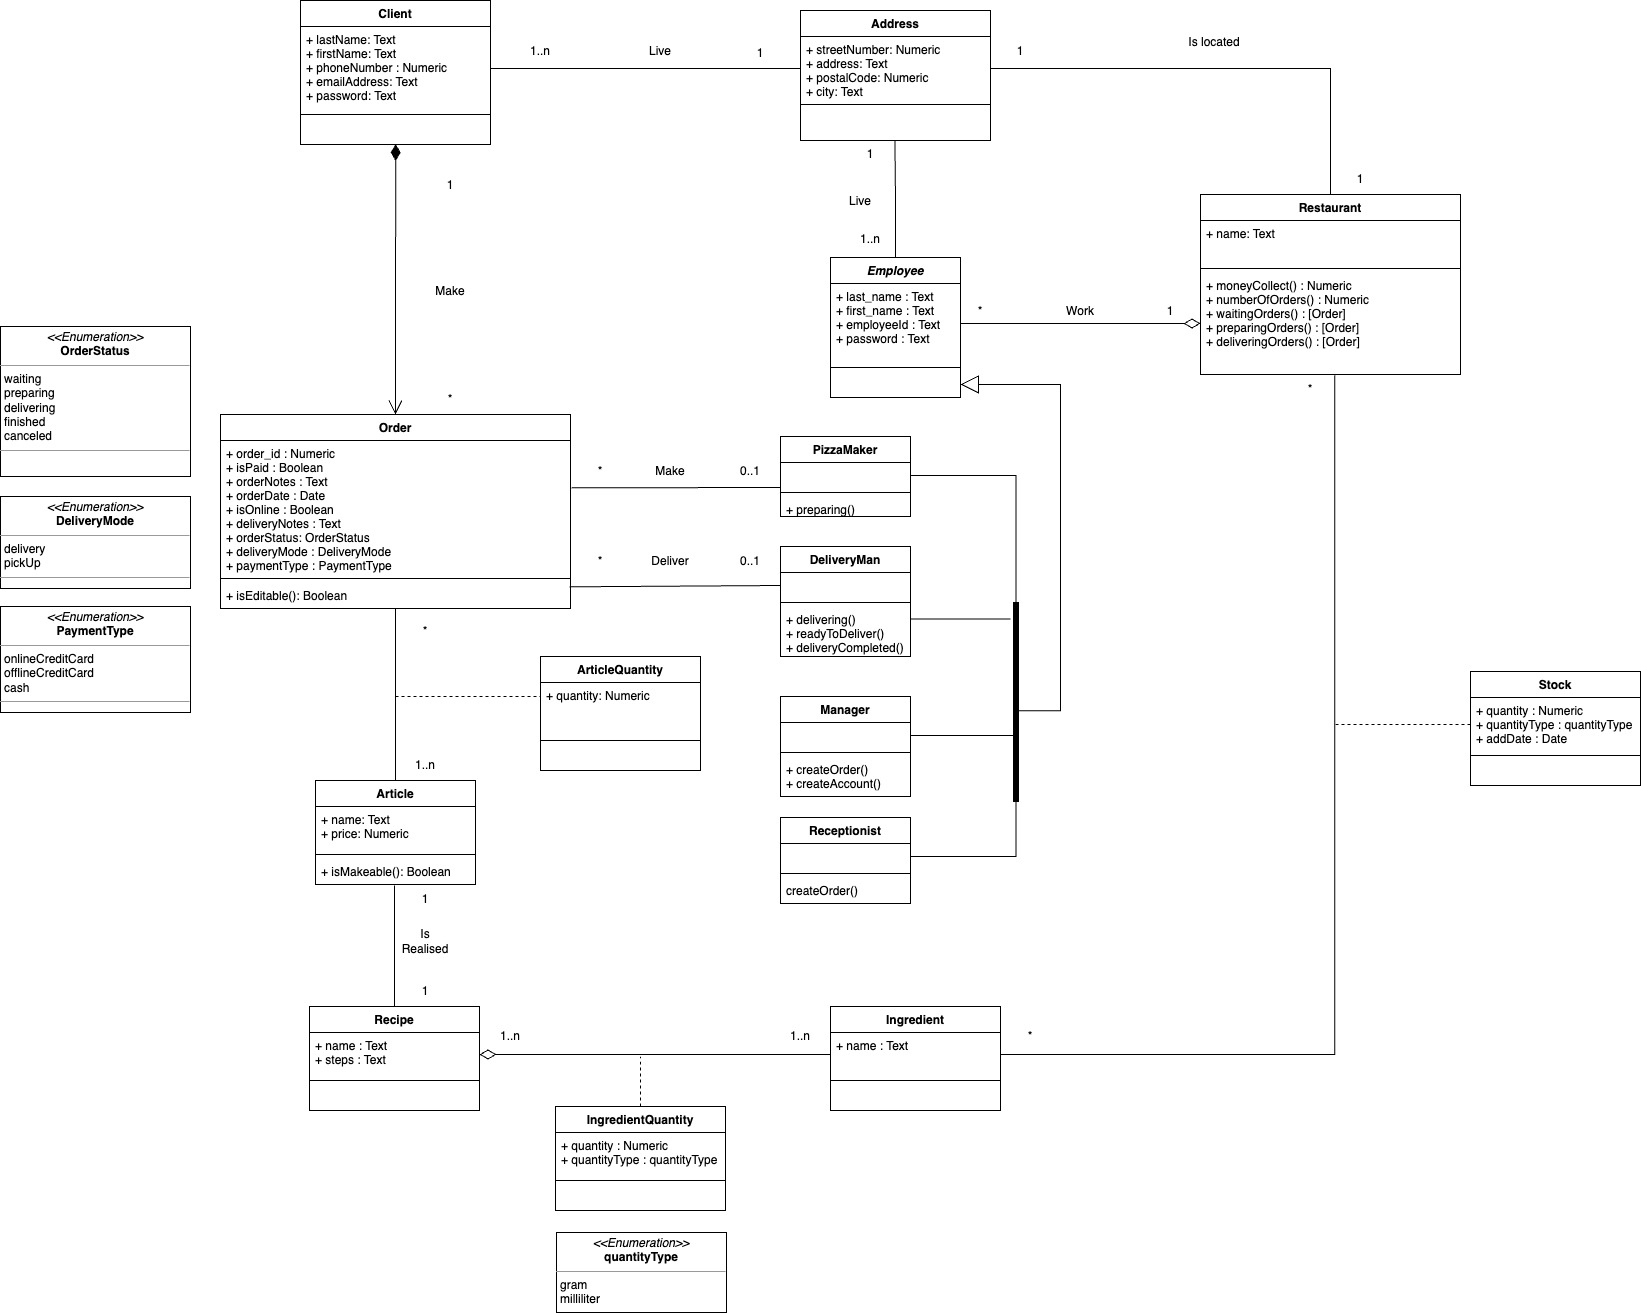 Client
+ lastName: Text
+ firstName: Text
+ phoneNumber : Numeric
+ emailAddress: Text
+ password: Text
1..n
Live
1
Address
+ streetNumber: Numeric
+ address: Text
+ postalCode: Numeric
+ city: Text
1
Is located
1
1
Live
1..n
1
Make
*
Restaurant
+ name: Text
+ moneyCollect() : Numeric
+ numberOfOrders() : Numeric
+ waitingOrders() : [Order]
+ preparingOrders() : [Order]
+ deliveringOrders() : [Order]
Employee
+ last_name : Text
+ first_name : Text
+ employeeId : Text
+ password : Text
*
Work
1
*
<<Enumeration>>
OrderStatus
waiting
preparing
delivering
finished
canceled
<<Enumeration>>
DeliveryMode
delivery
pickUp
<<Enumeration>>
PaymentType
onlineCreditCard
offlineCreditCard
cash
Order
+ order_id : Numeric
+ isPaid : Boolean
+ orderNotes : Text
+ orderDate : Date
+ isOnline : Boolean
+ deliveryNotes : Text
+ orderStatus: OrderStatus
+ deliveryMode : DeliveryMode
+ paymentType : PaymentType
+ isEditable(): Boolean
*
Make
0..1
*
Deliver
0..1
PizzaMaker
+ preparing()
DeliveryMan
+ delivering()
+ readyToDeliver()
+ deliveryCompleted()
Manager
+ createOrder()
+ createAccount()
Receptionist
createOrder()
*
ArticleQuantity
+ quantity: Numeric
1..n
Stock
+ quantity : Numeric
+ quantityType : quantityType
+ addDate : Date
Article
+ name: Text
+ price: Numeric
+ isMakeable(): Boolean
1
Is
Realised
1
Recipe
+ name : Text
+ steps : Text
1..n
1..n
Ingredient
+ name : Text
*
IngredientQuantity
+ quantity : Numeric
+ quantityType : quantityType
<<Enumeration>>
quantityType
gram
milliliter